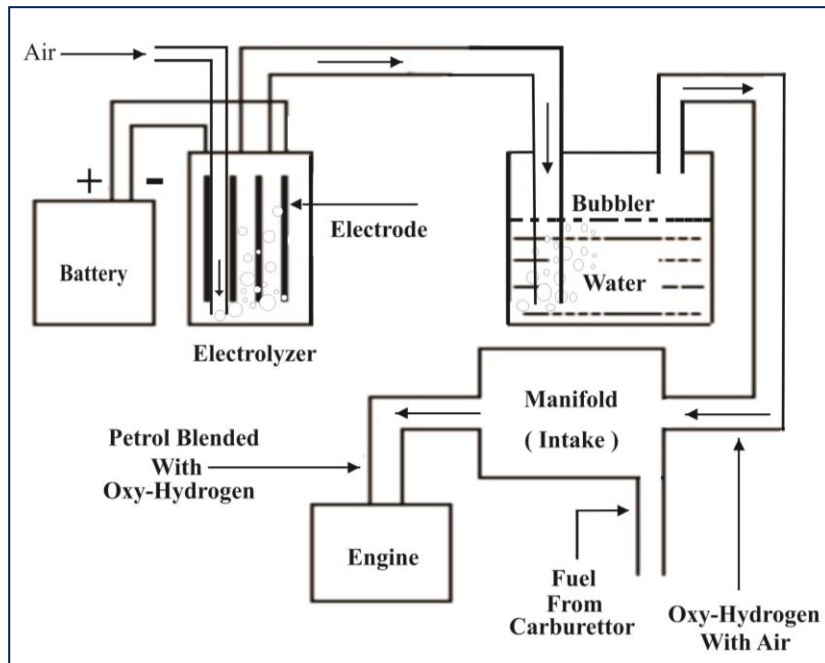 Air
+ -
Battery
Electrode
Electrolyzer
Bubbler
Water
Manifold
( Intake )
Petrol Blended
With
Oxy-Hydrogen
Engine
Fuel
From
Carburettor
Oxy-Hydrogen
With Air